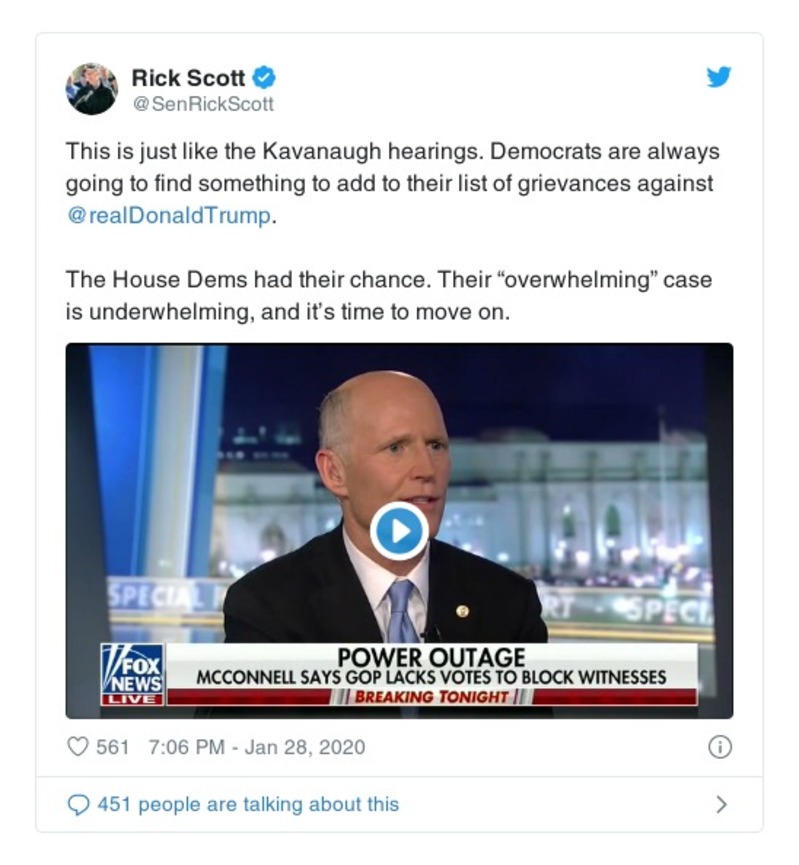 Rick Scott
@SenRickScott
This is just like the Kavanaugh hearings. Democrats are always
going to find something to add to their list of grievances against
@realDonaldTrump.
The House Dems had their chance. Their “overwhelming” case
is underwhelming, and it’s time to move on.
SPECIAL RT - SPECI
FOX
NEWS
LIVE
POWER OUTAGE
MCCONNELL SAYS GOP LACKS VOTES TO BLOCK WITNESSES
BREAKING TONIGHT
561 7:06 PM - Jan 28, 2020
451 people are talking about this